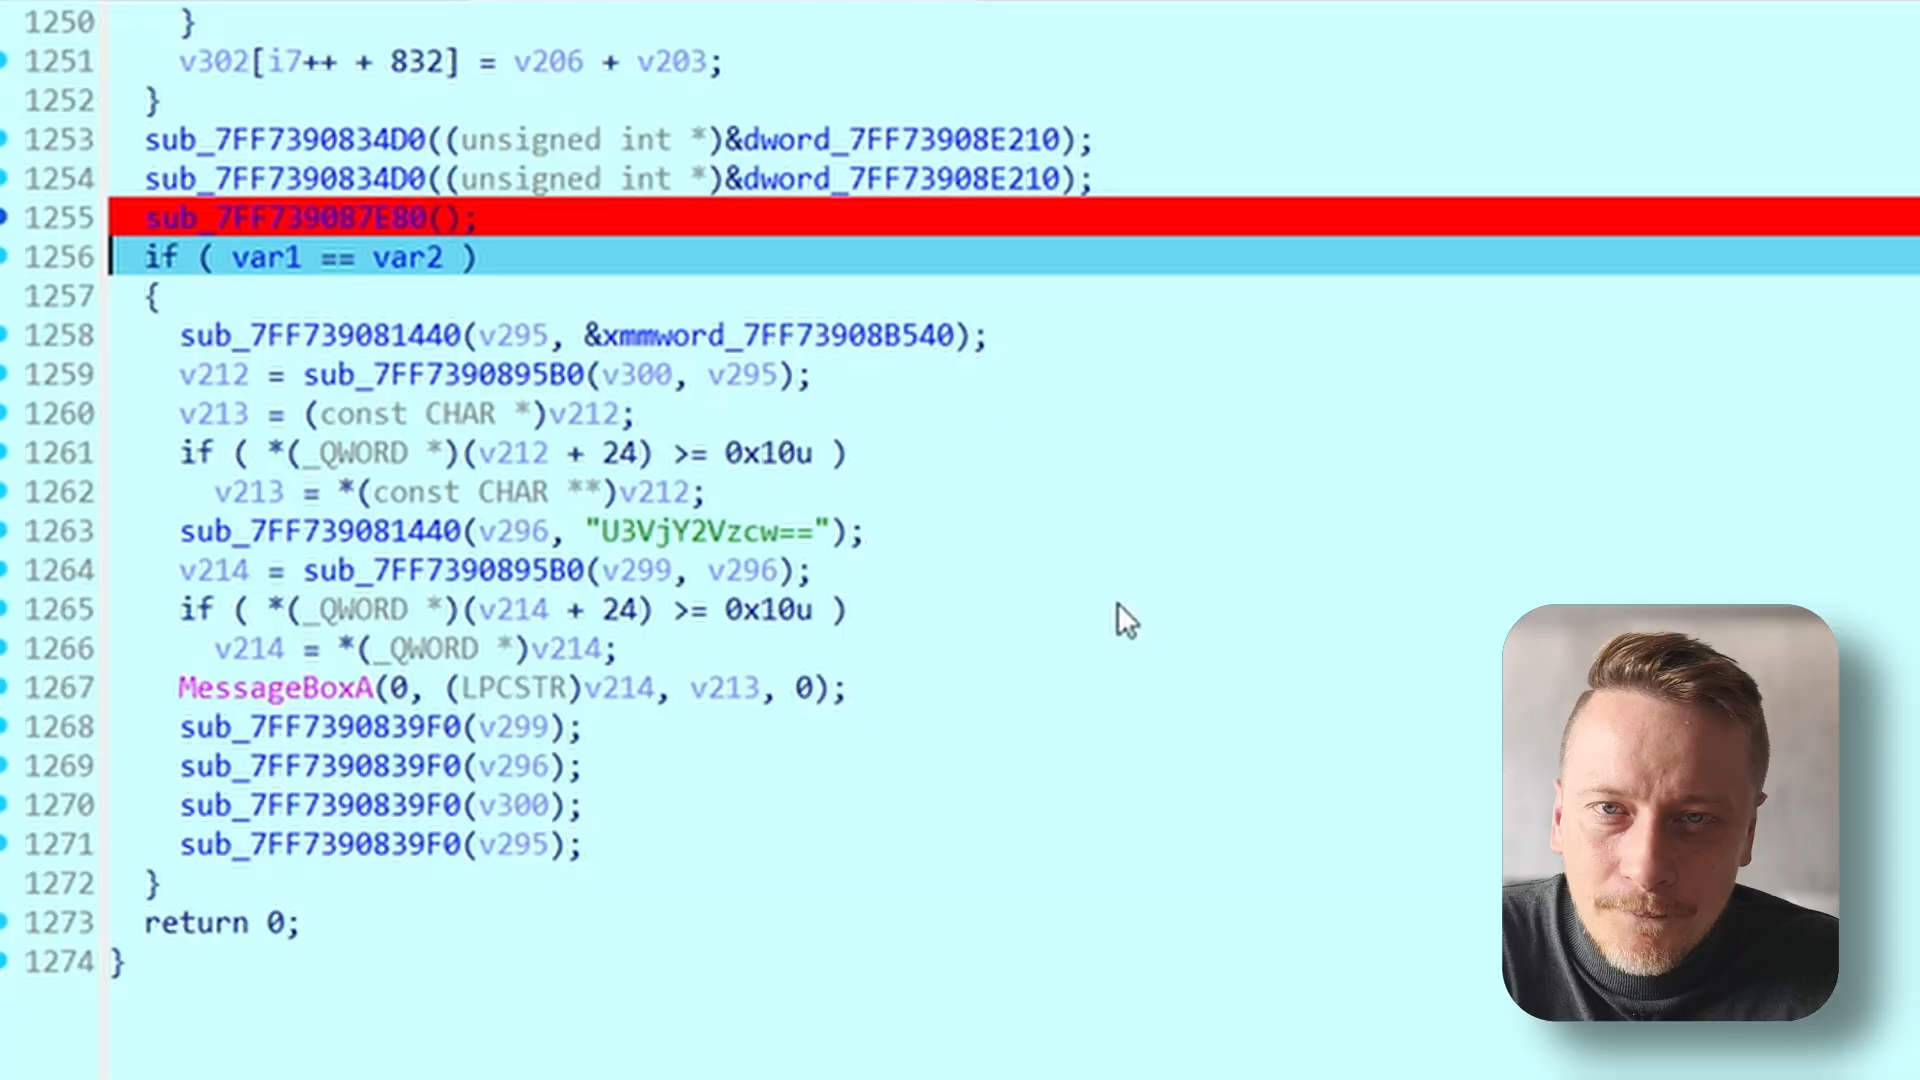 1250 }
1251 v302[i7++ + 832] = v206 + v203;
1252 }
1253 sub_7FF7390834D0((unsigned int *)&dword_7FF73908E210);
1254 sub_7FF7390834D0((unsigned int *)&dword_7FF73908E210);
1255 sub_7FF739087E80();
1256 if ( var1 == var2 )
1257 {
1258 sub_7FF739081440(v295, &xmmword_7FF73908B540);
1259 v212 = sub_7FF7390895B0(v300, v295);
1260 v213 = (const CHAR *)v212;
1261 if ( *(_QWORD *)(v212 + 24) >= 0x10u )
1262 v213 = *(const CHAR **)v212;
1263 sub_7FF739081440(v296, "U3VjY2Vzcw==");
1264 v214 = sub_7FF7390895B0(v299, v296);
1265 if ( *(_QWORD *)(v214 + 24) >= 0x10u )
1266 v214 = *(_QWORD *)v214;
1267 MessageBoxA(0, (LPCSTR)v214, v213, 0);
1268 sub_7FF7390839F0(v299);
1269 sub_7FF7390839F0(v296);
1270 sub_7FF7390839F0(v300);
1271 sub_7FF7390839F0(v295);
1272 }
1273 return 0;
1274 }